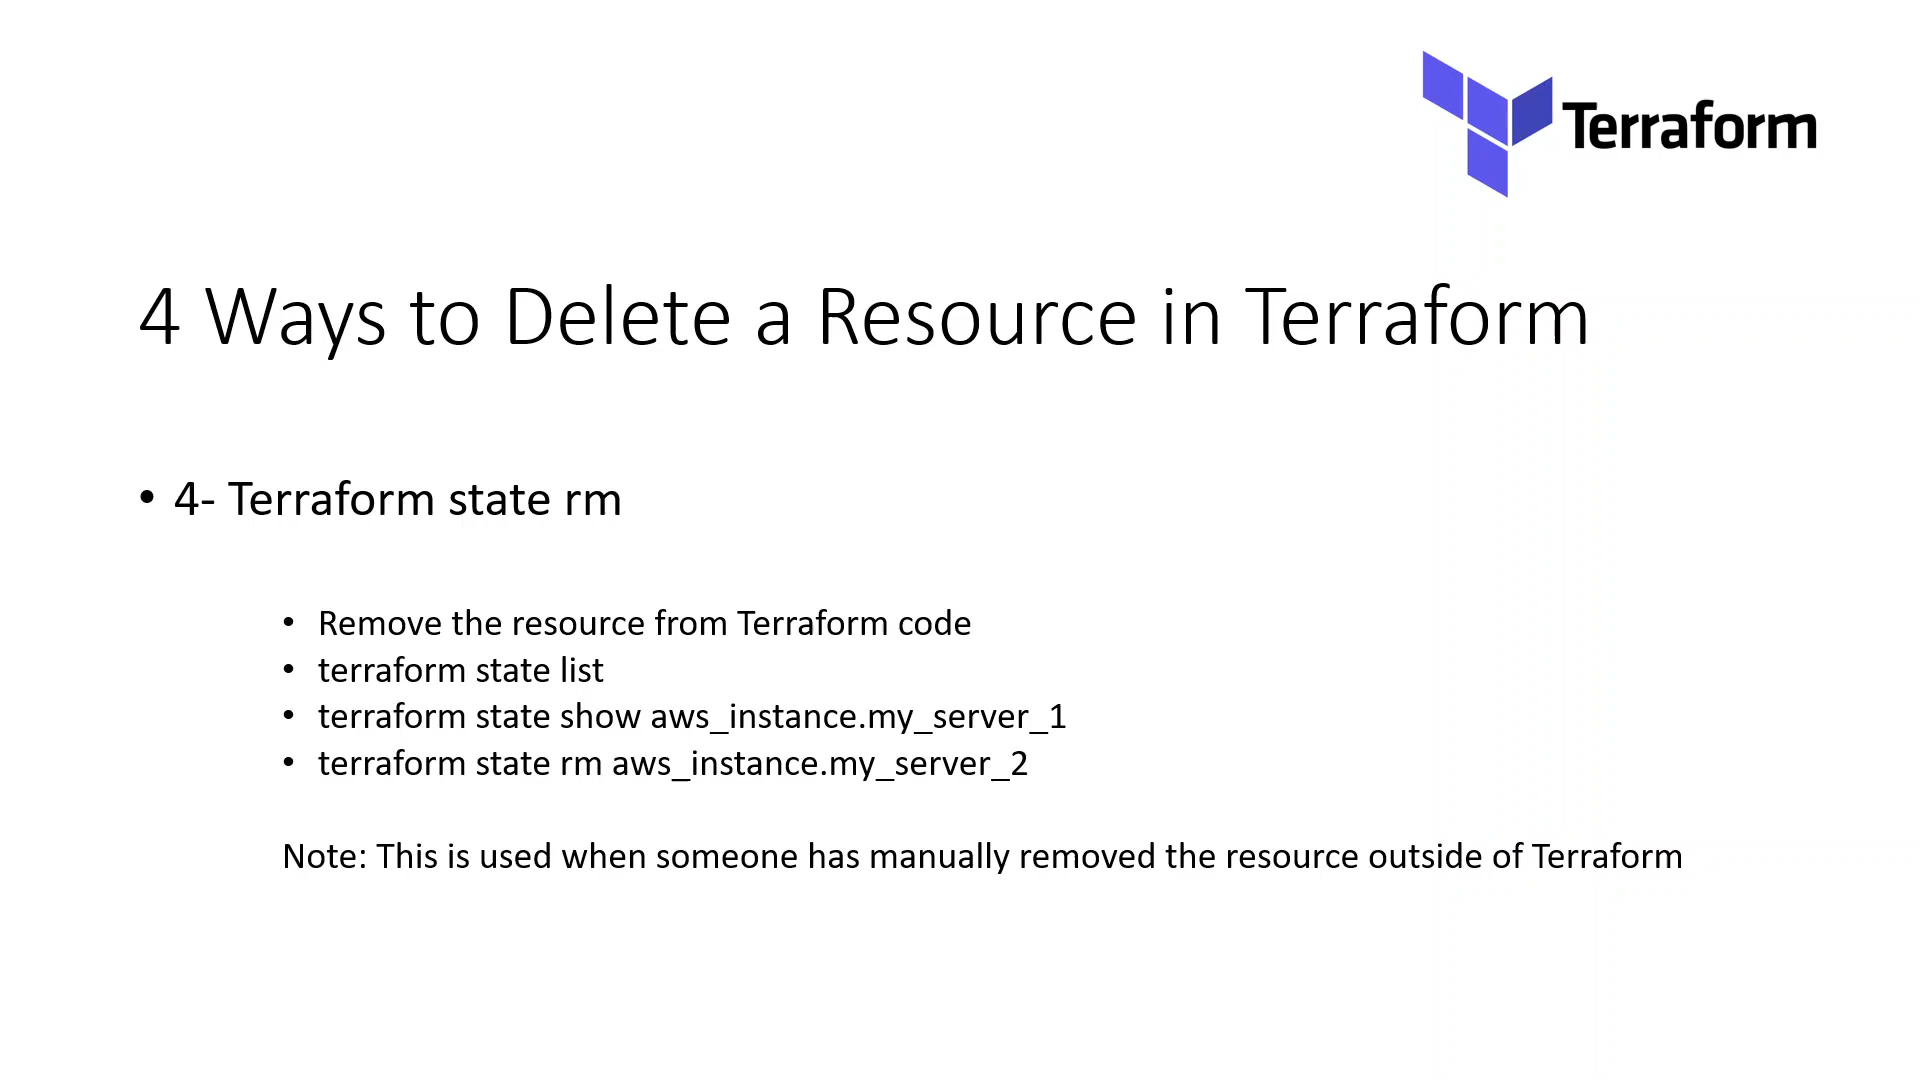 Terraform
4 Ways to Delete a Resource in Terraform
• 4- Terraform state rm
• Remove the resource from Terraform code
• terraform state list
• terraform state show aws_instance.my_server_1
• terraform state rm aws_instance.my_server_2
Note: This is used when someone has manually removed the resource outside of Terraform